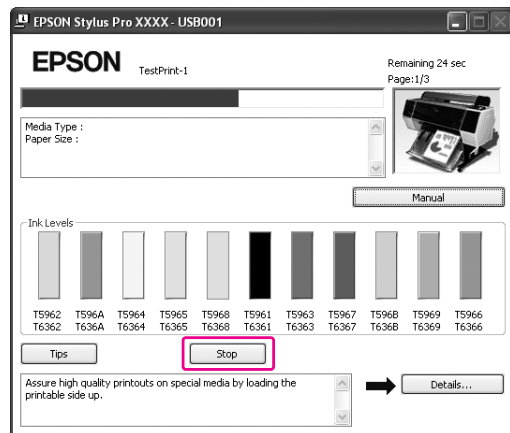 EPSON Stylus Pro XXXX - USB001
EPSON
TestPrint-1
Remaining 24 sec
Page:1/3
Media Type :
Paper Size :
Manual
Ink Levels
T5962 T596A T5964 T5965 T5968 T5961 T5963 T5967 T596B T5969 T5966
T6362 T636A T6364 T6365 T6368 T6361 T6363 T6367 T636B T6369 T6366
Tips
Stop
Assure high quality printouts on special media by loading the
printable side up.
Details...